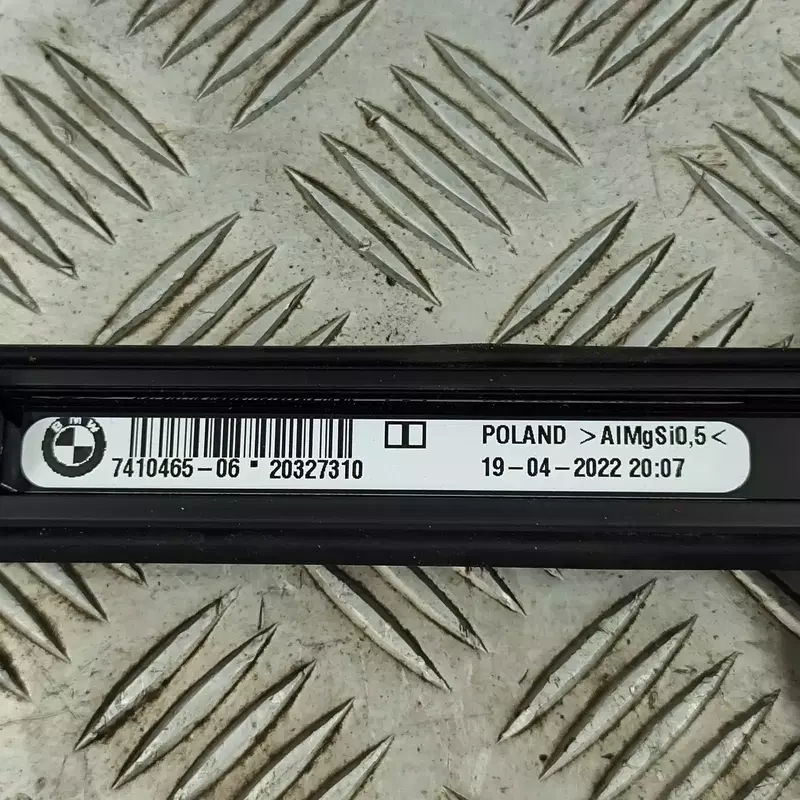 BMW
POLAND >AlMgSi0,5<
7410465-06 ▪ 20327310 19-04-2022 20:07